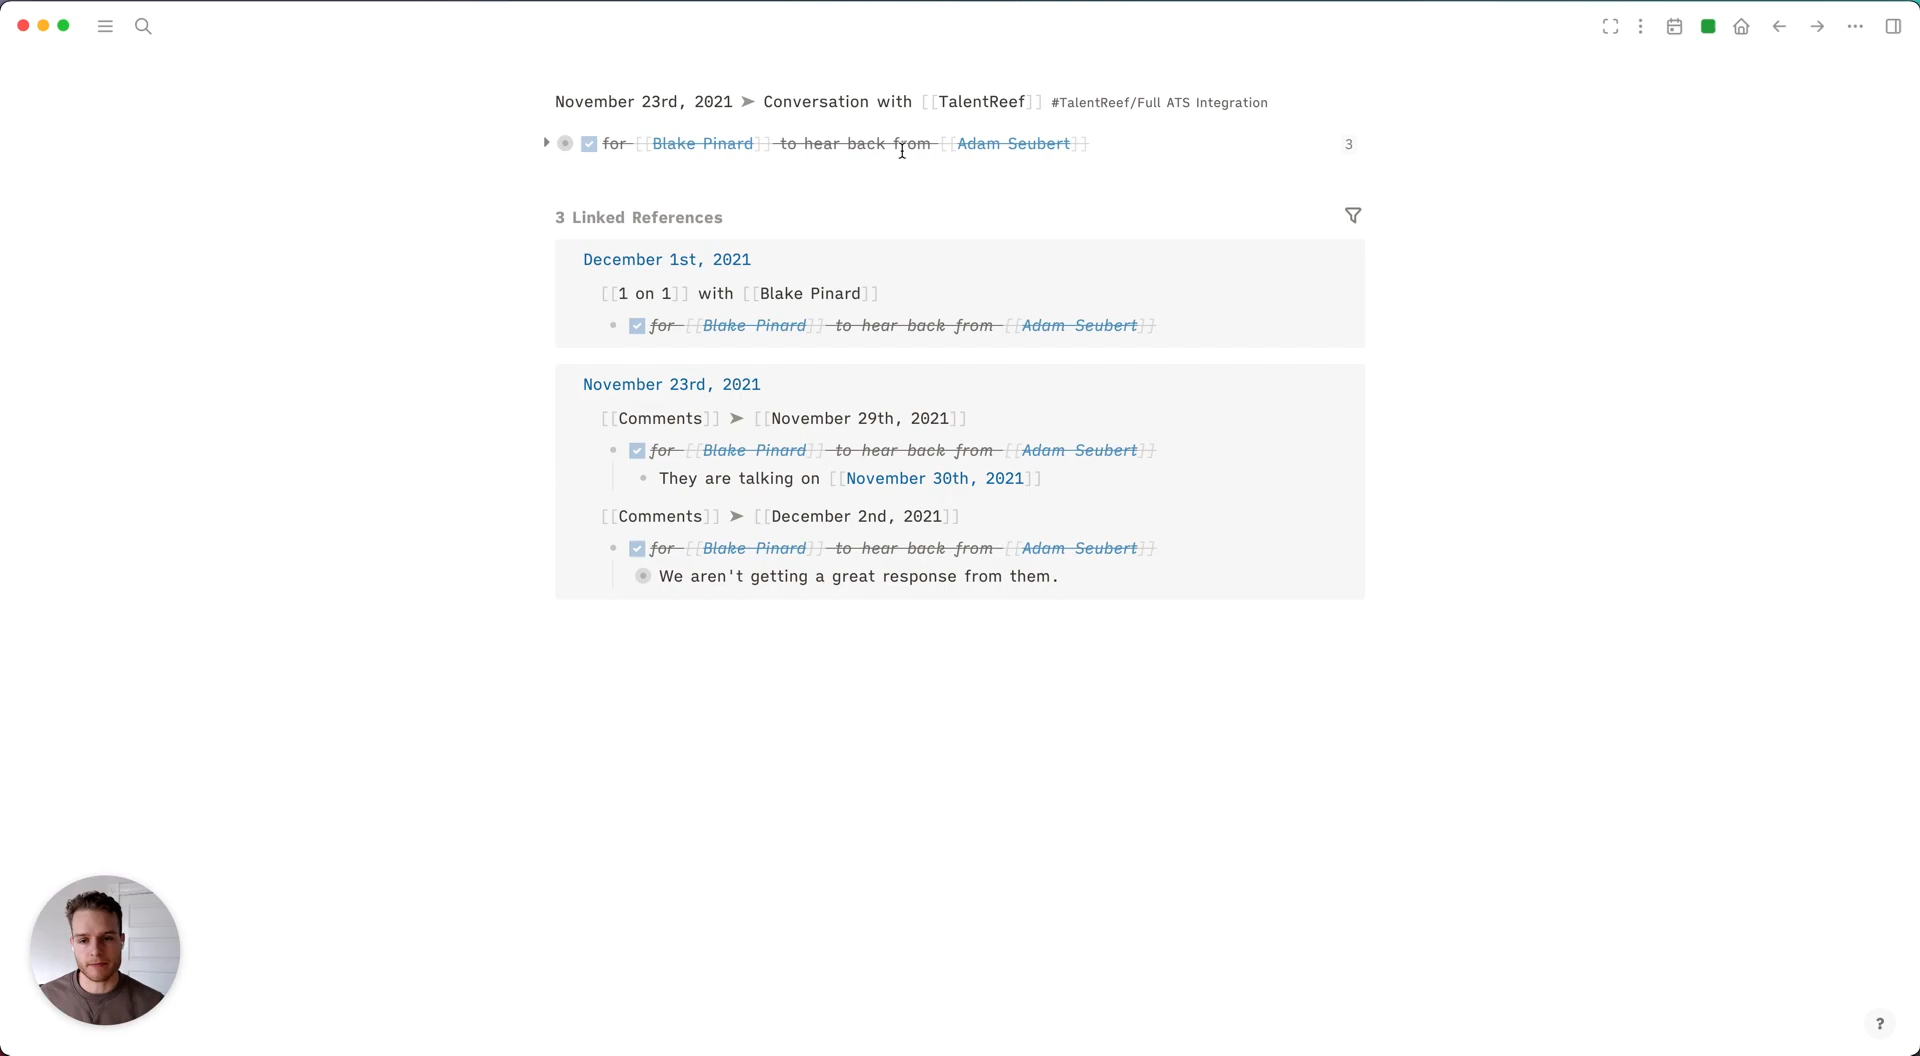 November 23rd, 2021 ➤ Conversation with [[TalentReef]] #TalentReef/Full ATS Integration
for [[Blake Pinard]] to hear back from [[Adam Seubert]] 3
3 Linked References
December 1st, 2021
[[1 on 1]] with [[Blake Pinard]]
for [[Blake Pinard]] to hear back from [[Adam Seubert]]
November 23rd, 2021
[[Comments]] ➤ [[November 29th, 2021]]
for [[Blake Pinard]] to hear back from [[Adam Seubert]]
They are talking on [[November 30th, 2021]]
[[Comments]] ➤ [[December 2nd, 2021]]
for [[Blake Pinard]] to hear back from [[Adam Seubert]]
We aren't getting a great response from them.
?